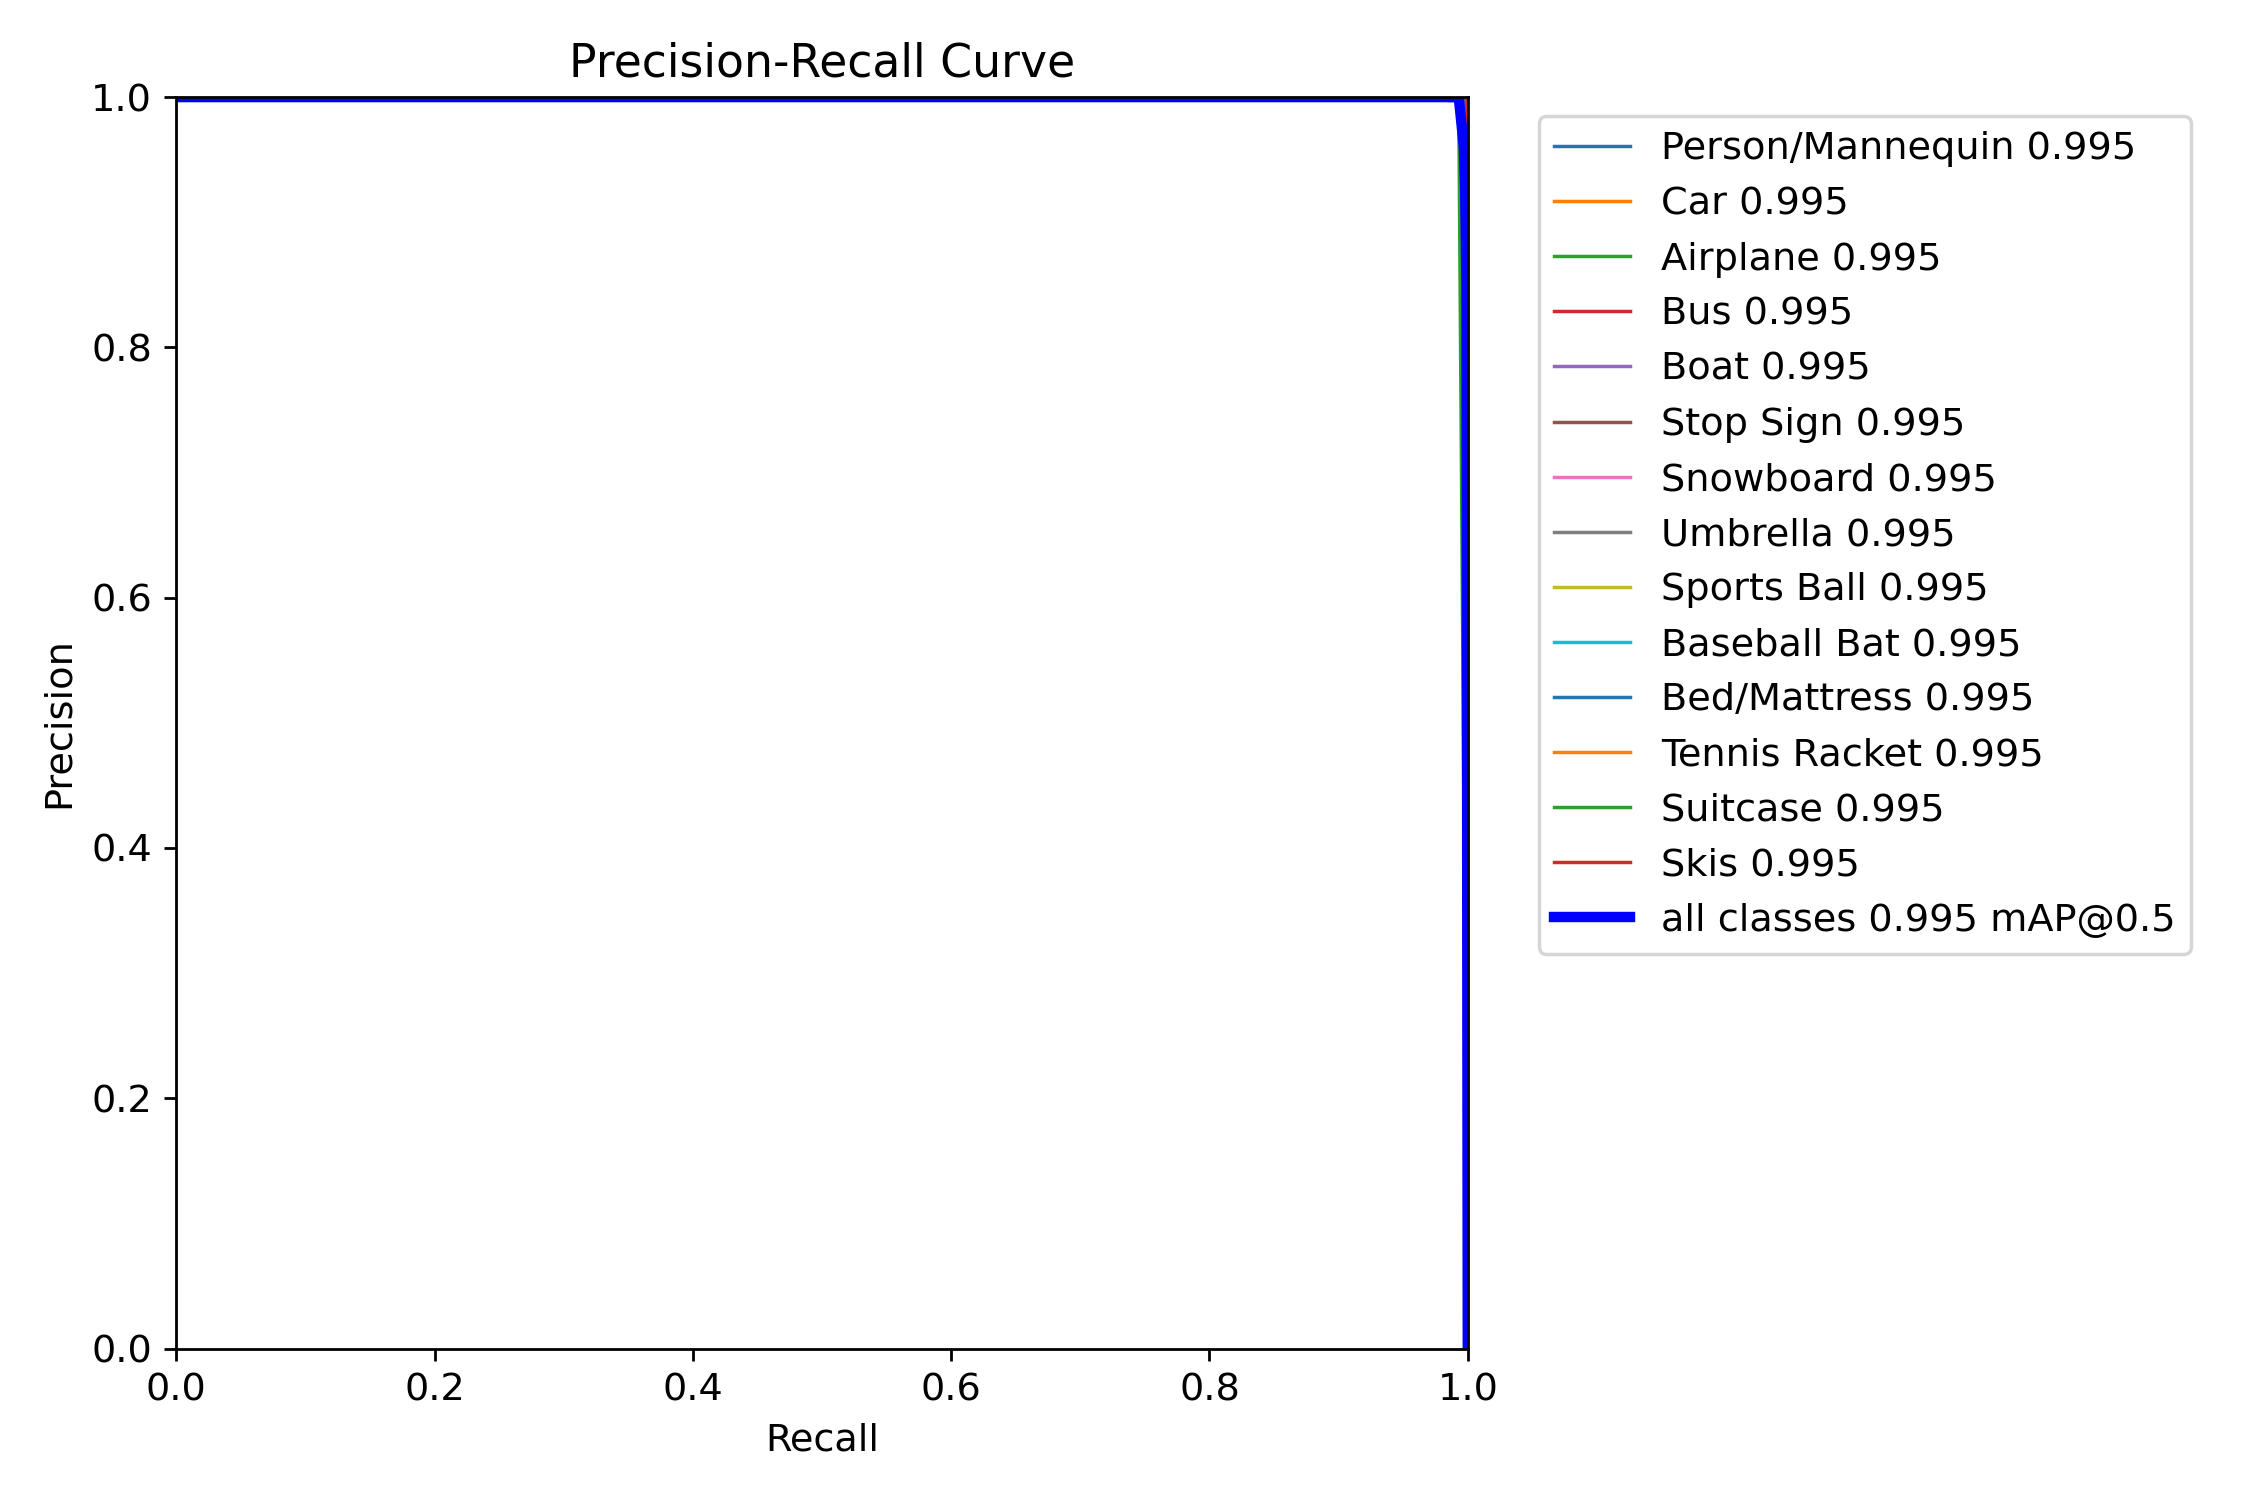 Precision-Recall Curve
1.0
0.8
0.6
0.4
0.2
0.0
Precision
0.0 0.2 0.4 0.6 0.8 1.0
Recall
Person/Mannequin 0.995
Car 0.995
Airplane 0.995
Bus 0.995
Boat 0.995
Stop Sign 0.995
Snowboard 0.995
Umbrella 0.995
Sports Ball 0.995
Baseball Bat 0.995
Bed/Mattress 0.995
Tennis Racket 0.995
Suitcase 0.995
Skis 0.995
all classes 0.995 mAP@0.5